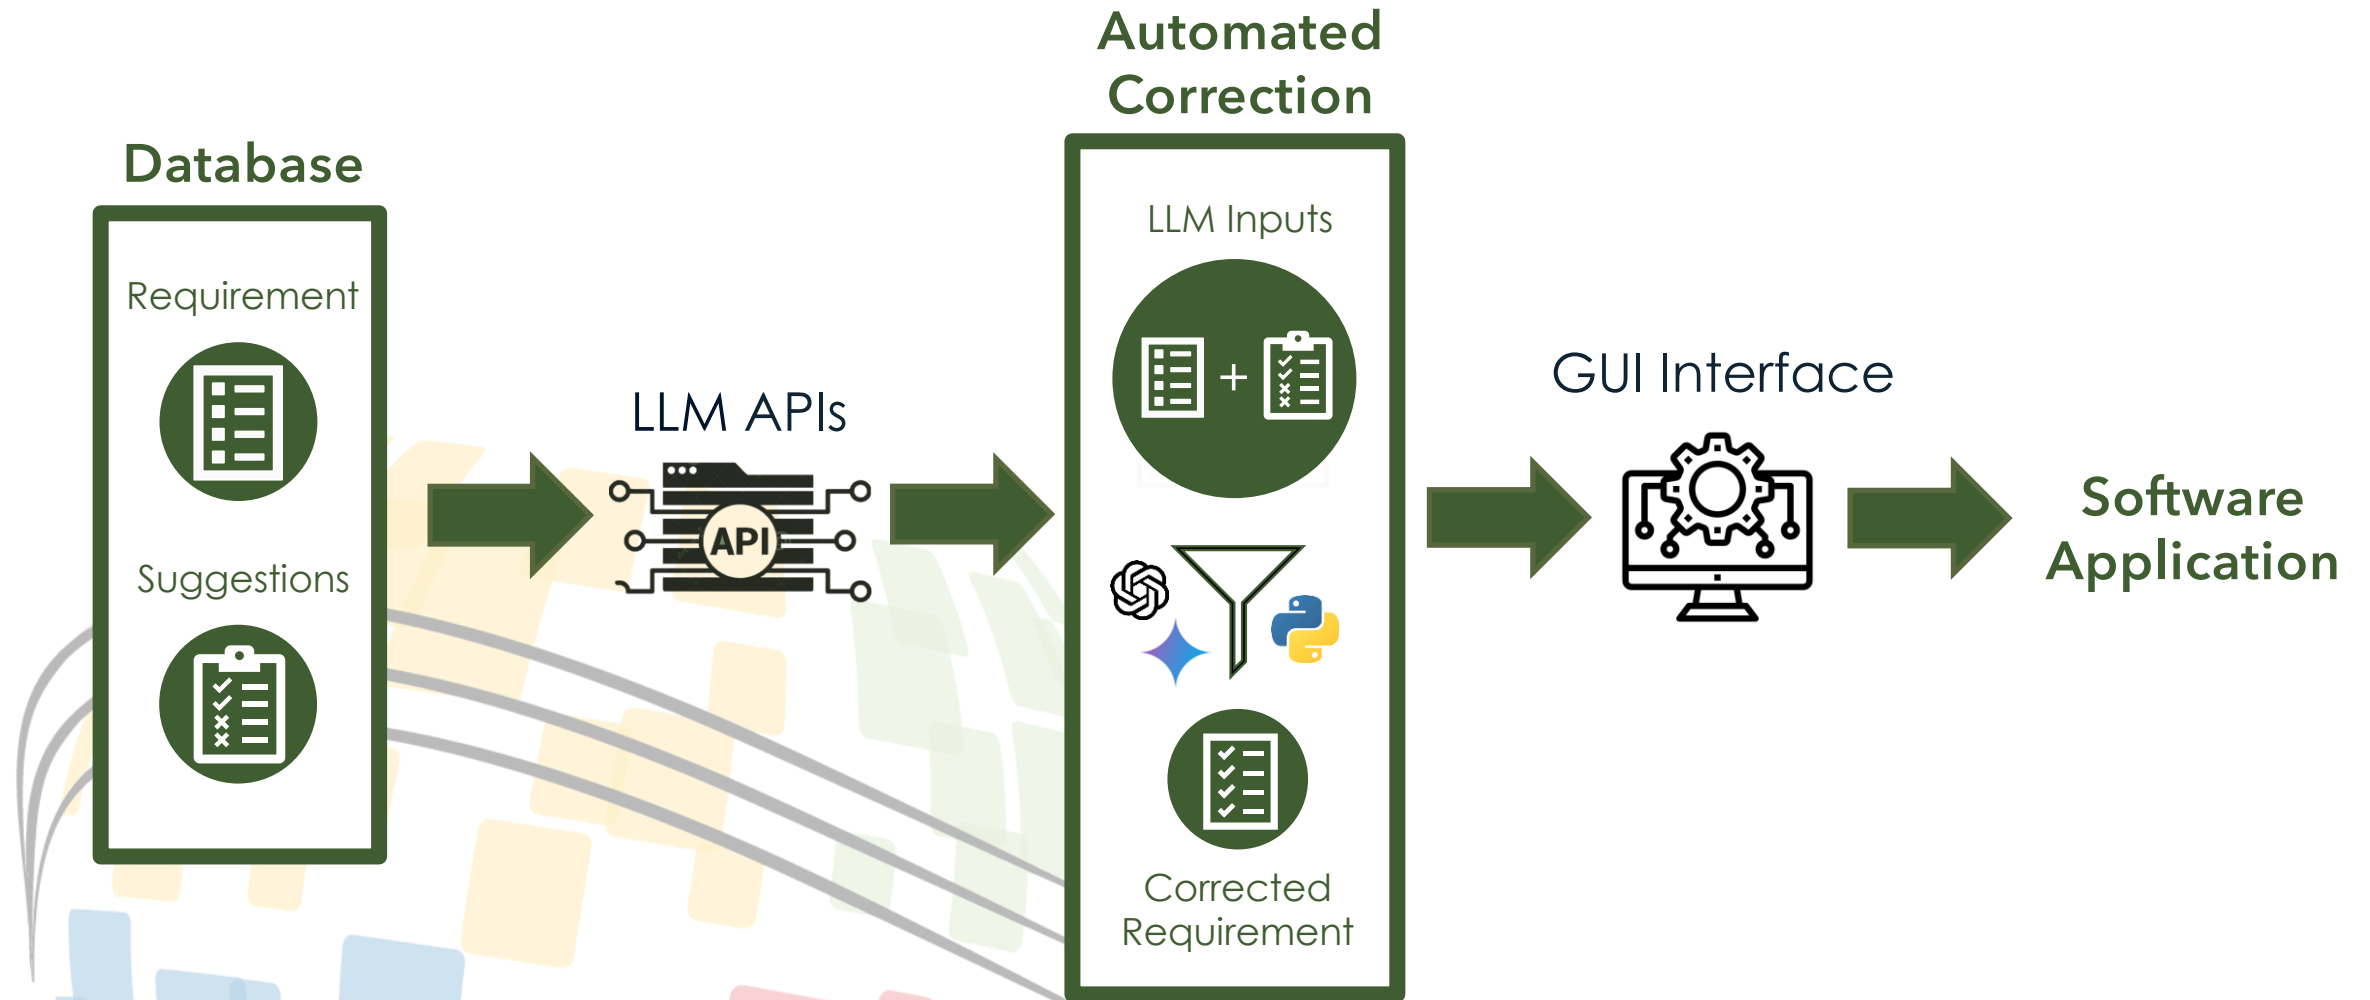 Database
Requirement
Suggestions
LLM APIs
API
Automated
Correction
LLM Inputs
+
Corrected
Requirement
GUI Interface
Software
Application